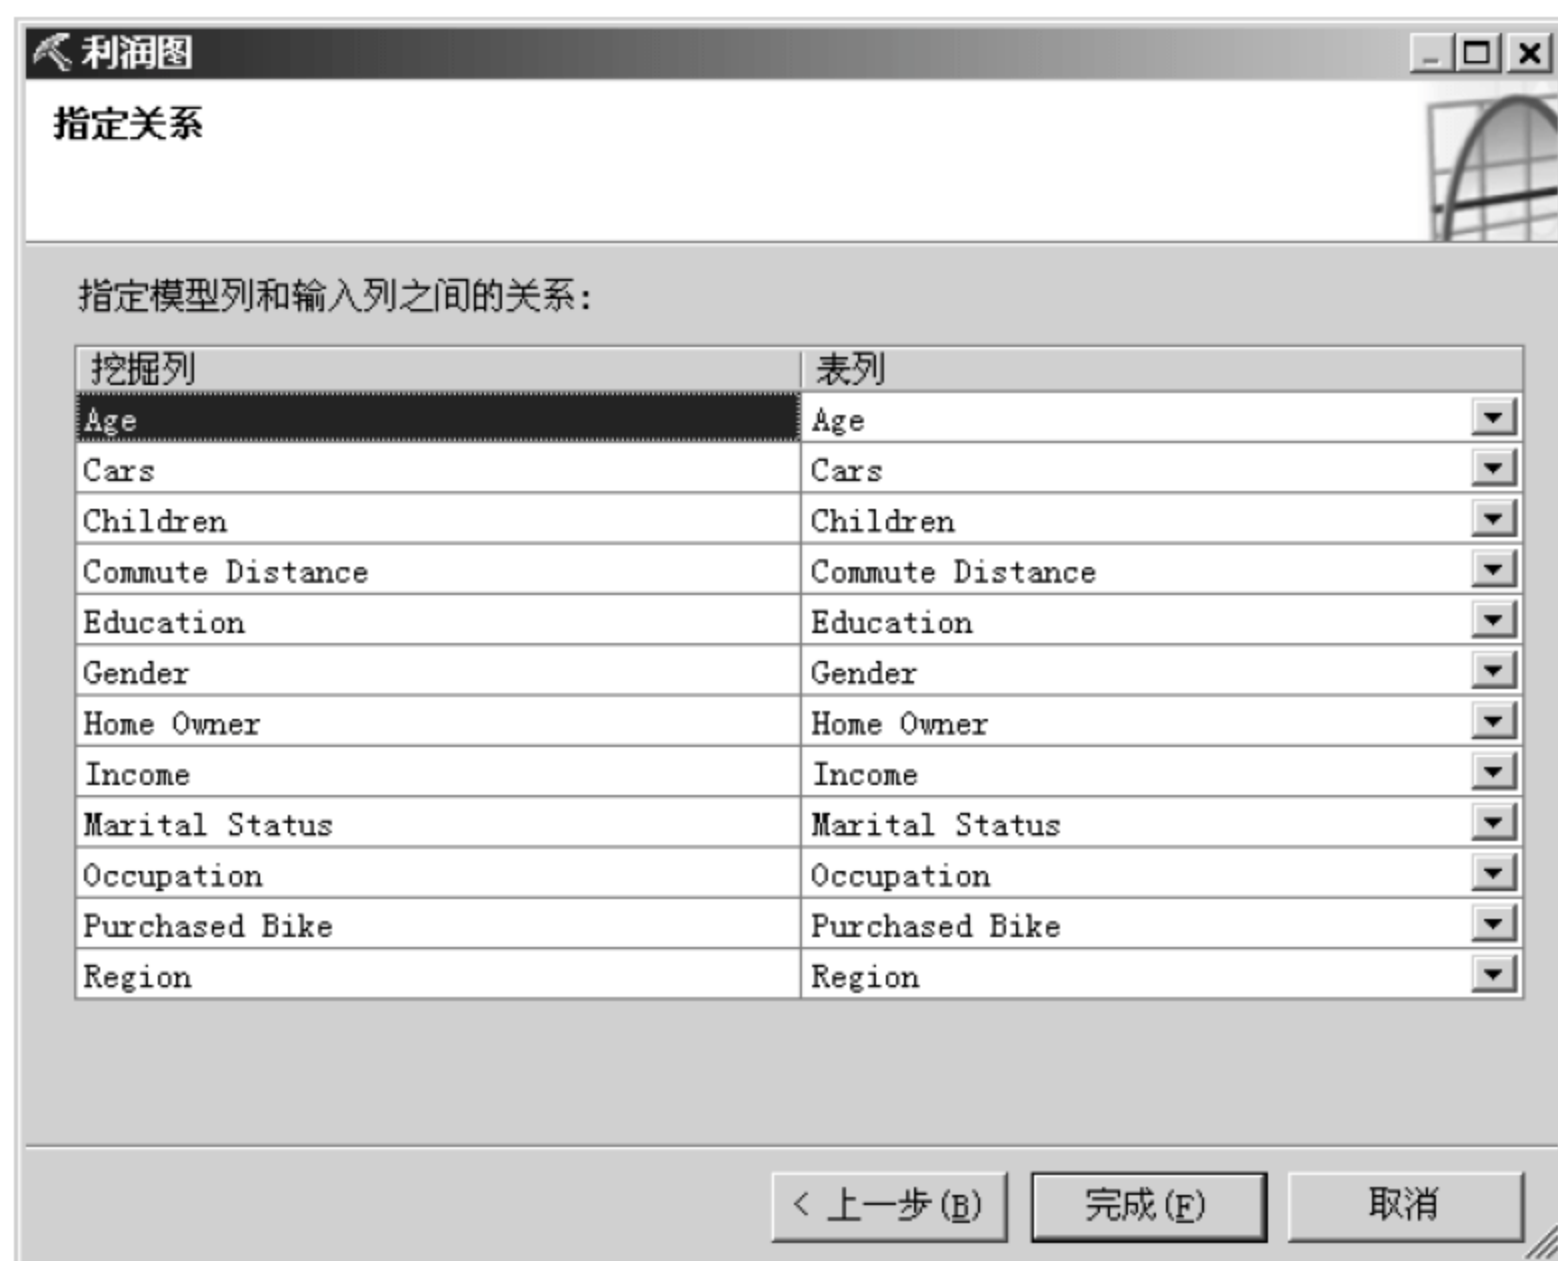 利润图
指定关系
指定模型列和输入列之间的关系:
挖掘列 表列
Age Age
Cars Cars
Children Children
Commute Distance Commute Distance
Education Education
Gender Gender
Home Owner Home Owner
Income Income
Marital Status Marital Status
Occupation Occupation
Purchased Bike Purchased Bike
Region Region
< 上一步(B) 完成(F) 取消